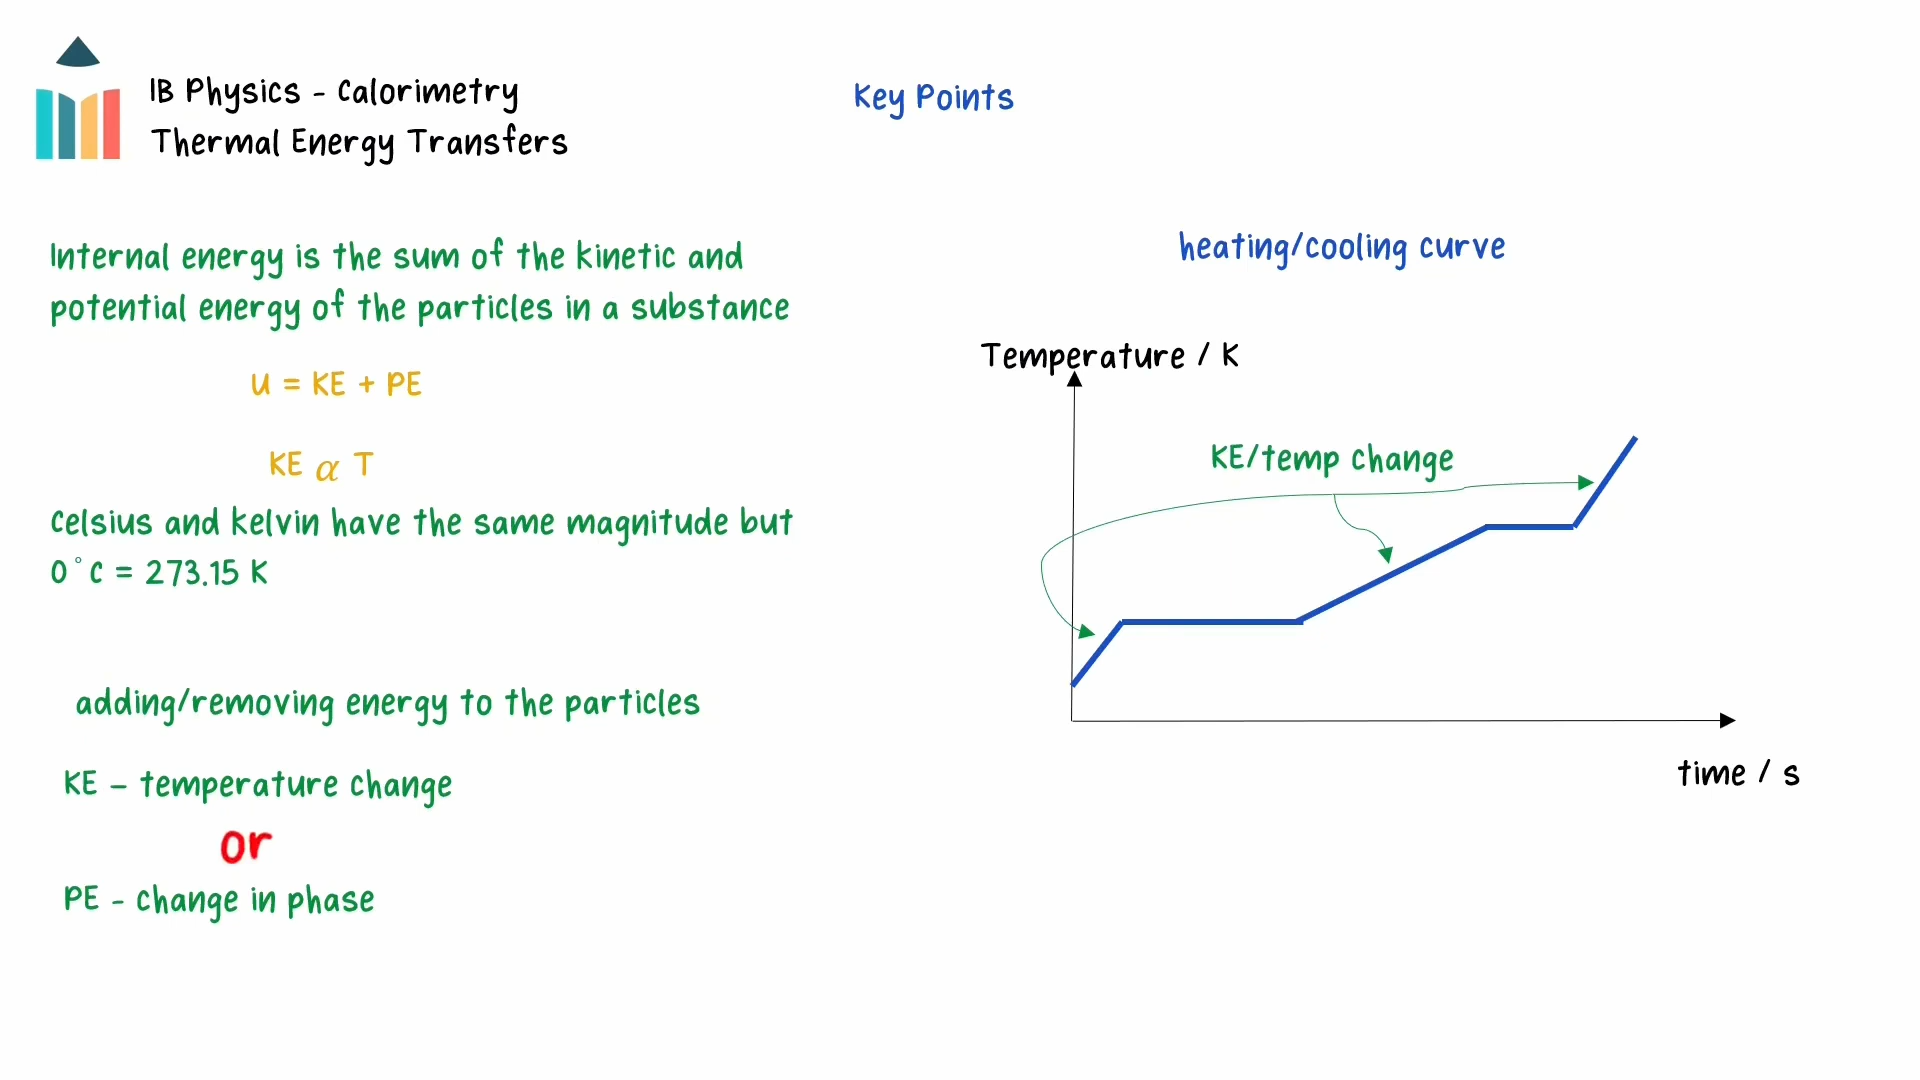 IB Physics - Calorimetry
Thermal Energy Transfers
Key Points
Internal energy is the sum of the kinetic and
potential energy of the particles in a substance
U = KE + PE
KE α T
Celsius and kelvin have the same magnitude but
0°C = 273.15 K
adding/removing energy to the particles
KE – temperature change
or
PE - change in phase
heating/cooling curve
Temperature / K
KE/temp change
time / s